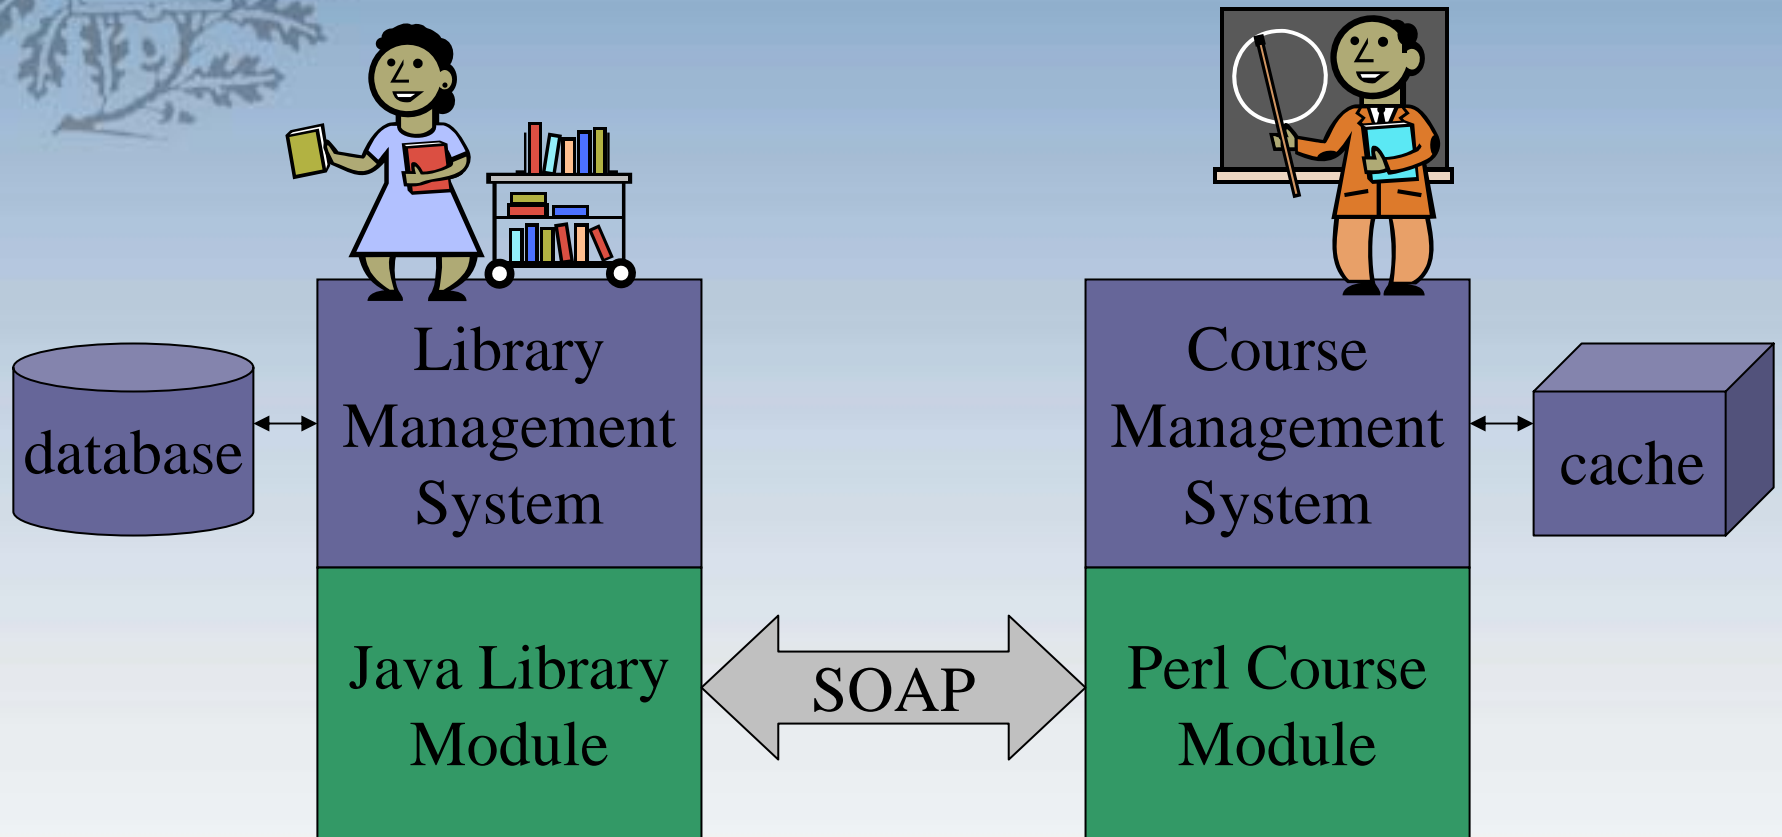 Library
Management
System
Course
Management
System
database
cache
Java Library
Module
SOAP
Perl Course
Module